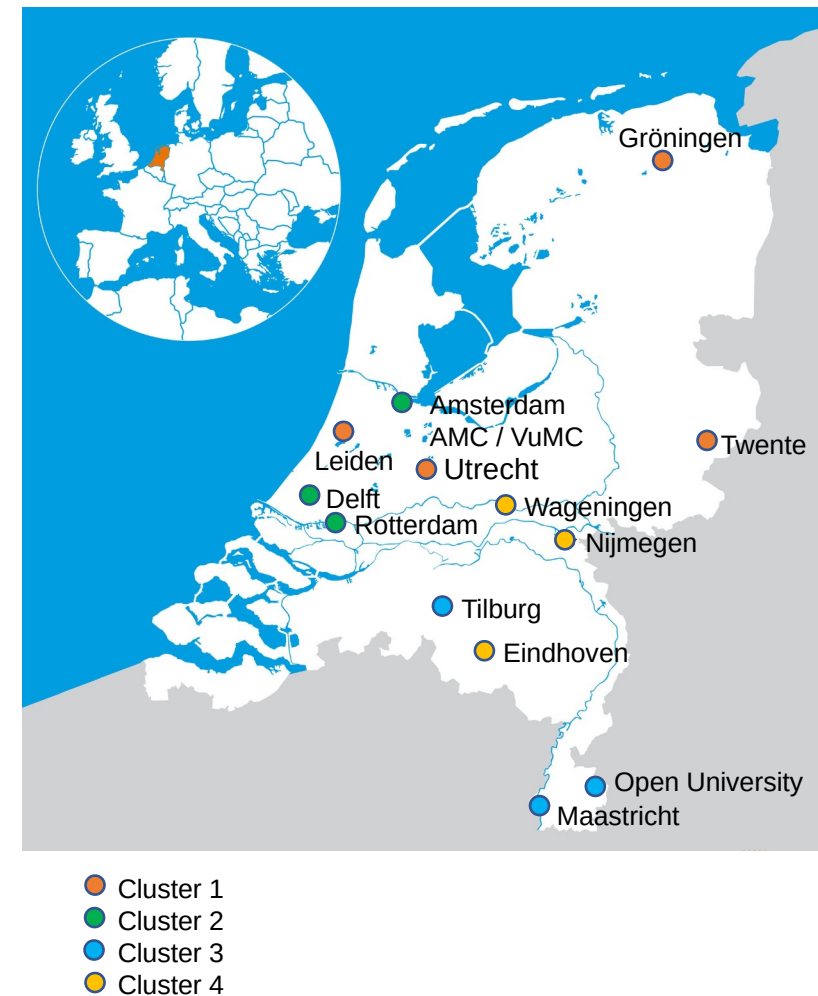 Gröningen
Amsterdam
AMC / VuMC
Leiden
Utrecht
Twente
Delft
Wageningen
Rotterdam
Nijmegen
Tilburg
Eindhoven
Open University
Maastricht
Cluster 1
Cluster 2
Cluster 3
Cluster 4